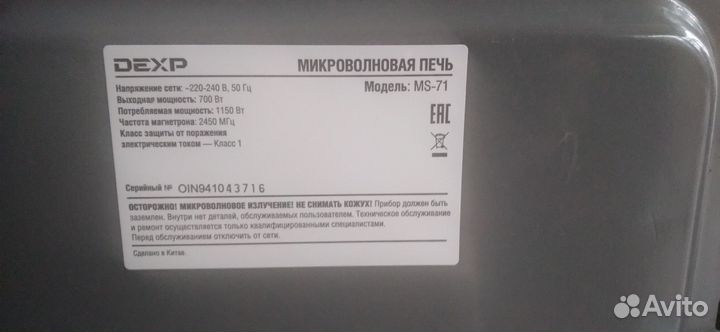 DEXP
МИКРОВОЛНОВАЯ ПЕЧЬ
Модель: MS-71
Напряжение сети: ~220-240 В, 50 Гц
Выходная мощность: 700 Вт
Потребляемая мощность: 1150 Вт
Частота магнетрона: 2450 МГц
Класс защиты от поражения
электрическим током — Класс 1
EAC
Серийный № OIN941043716
ОСТОРОЖНО! МИКРОВОЛНОВОЕ ИЗЛУЧЕНИЕ! НЕ СНИМАТЬ КОЖУХ! Прибор должен быть
заземлен. Внутри нет деталей, обслуживаемых пользователем. Техническое обслуживание
и ремонт осуществляется только квалифицированными специалистами.
Перед обслуживанием отключить от сети.
Сделано в Китае.
Avito